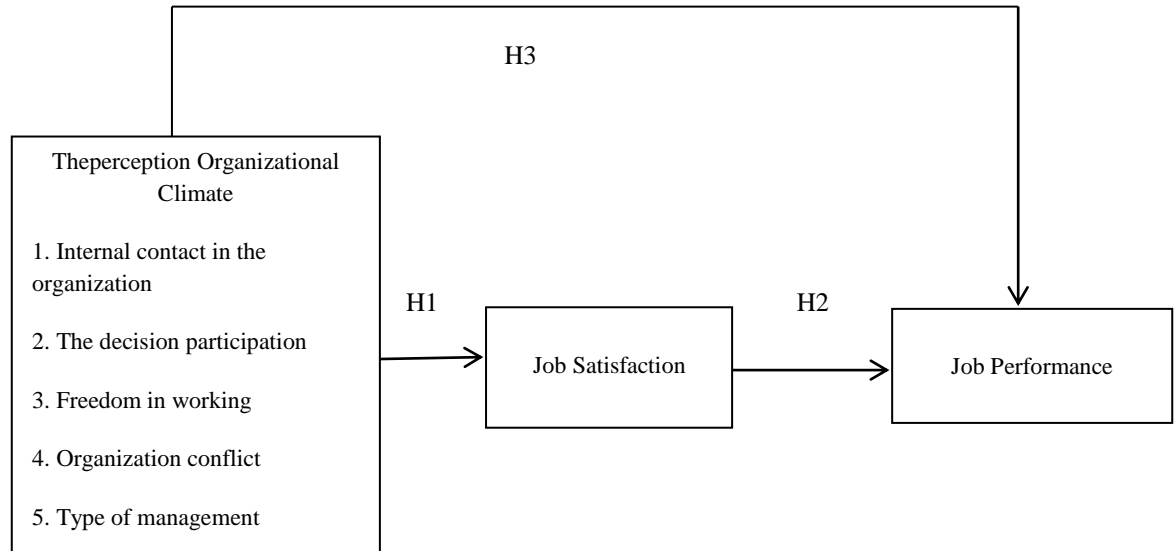 H3
Theperception Organizational
Climate
1. Internal contact in the
organization
2. The decision participation
3. Freedom in working
4. Organization conflict
5. Type of management
H1
Job Satisfaction
H2
Job Performance